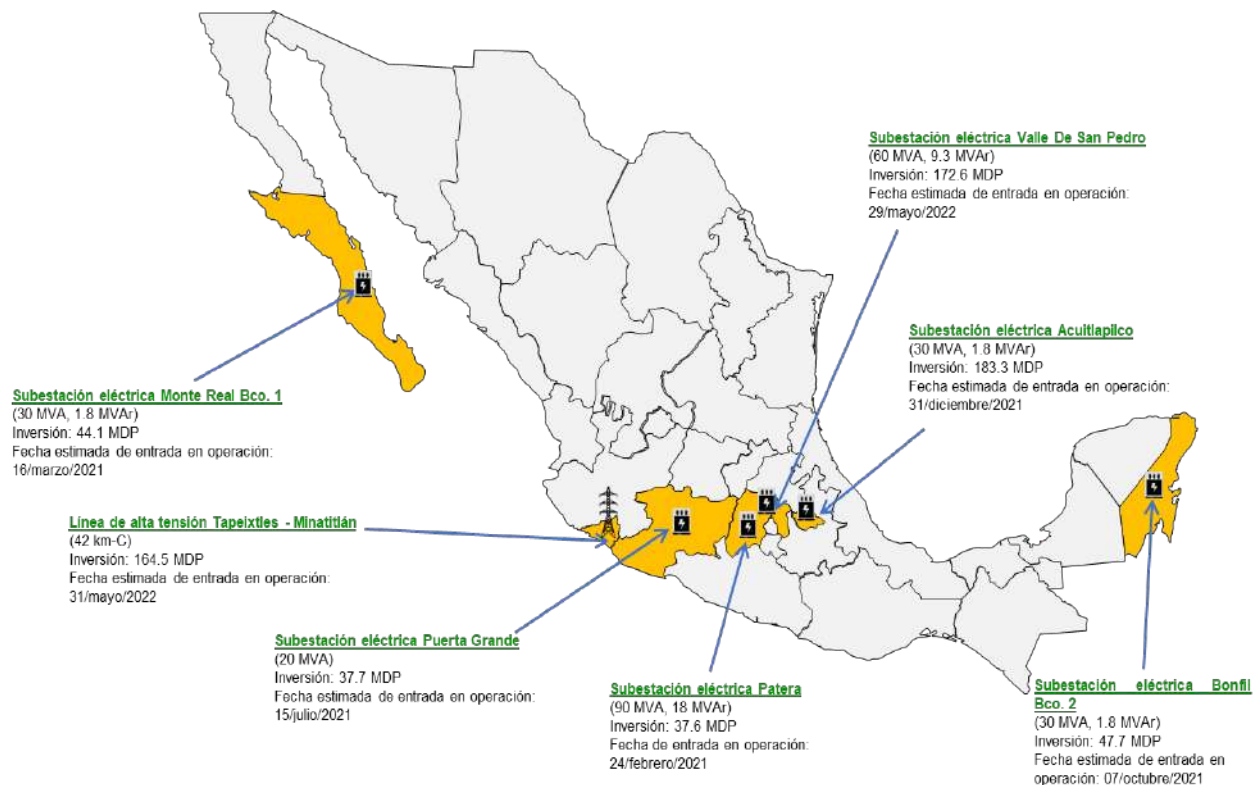 Subestación eléctrica Valle De San Pedro
(60 MVA, 9.3 MVAr)
Inversión: 172.6 MDP
Fecha estimada de entrada en operación:
29/mayo/2022
Subestación eléctrica Acuitlapilco
(30 MVA, 1.8 MVAr)
Inversión: 183.3 MDP
Fecha estimada de entrada en operación:
31/diciembre/2021
Subestación eléctrica Monte Real Bco. 1
(30 MVA, 1.8 MVAr)
Inversión: 44.1 MDP
Fecha estimada de entrada en operación:
16/marzo/2021
Línea de alta tensión Tapeixtles - Minatitlán
(42 km-C)
Inversión: 164.5 MDP
Fecha estimada de entrada en operación:
31/mayo/2022
Subestación eléctrica Puerta Grande
(20 MVA)
Inversión: 37.7 MDP
Fecha estimada de entrada en operación:
15/julio/2021
Subestación eléctrica Patera
(90 MVA, 18 MVAr)
Inversión: 37.6 MDP
Fecha de entrada en operación:
24/febrero/2021
Subestación eléctrica Bonfil
Bco. 2
(30 MVA, 1.8 MVAr)
Inversión: 47.7 MDP
Fecha estimada de entrada en
operación: 07/octubre/2021